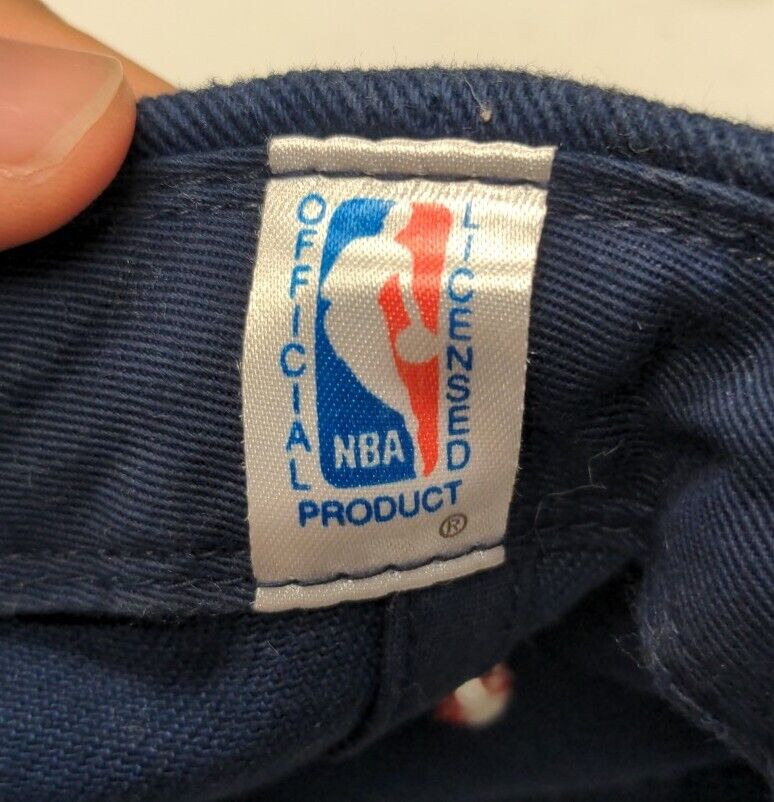 OFFICIAL
LICENSED
NBA
PRODUCT
®